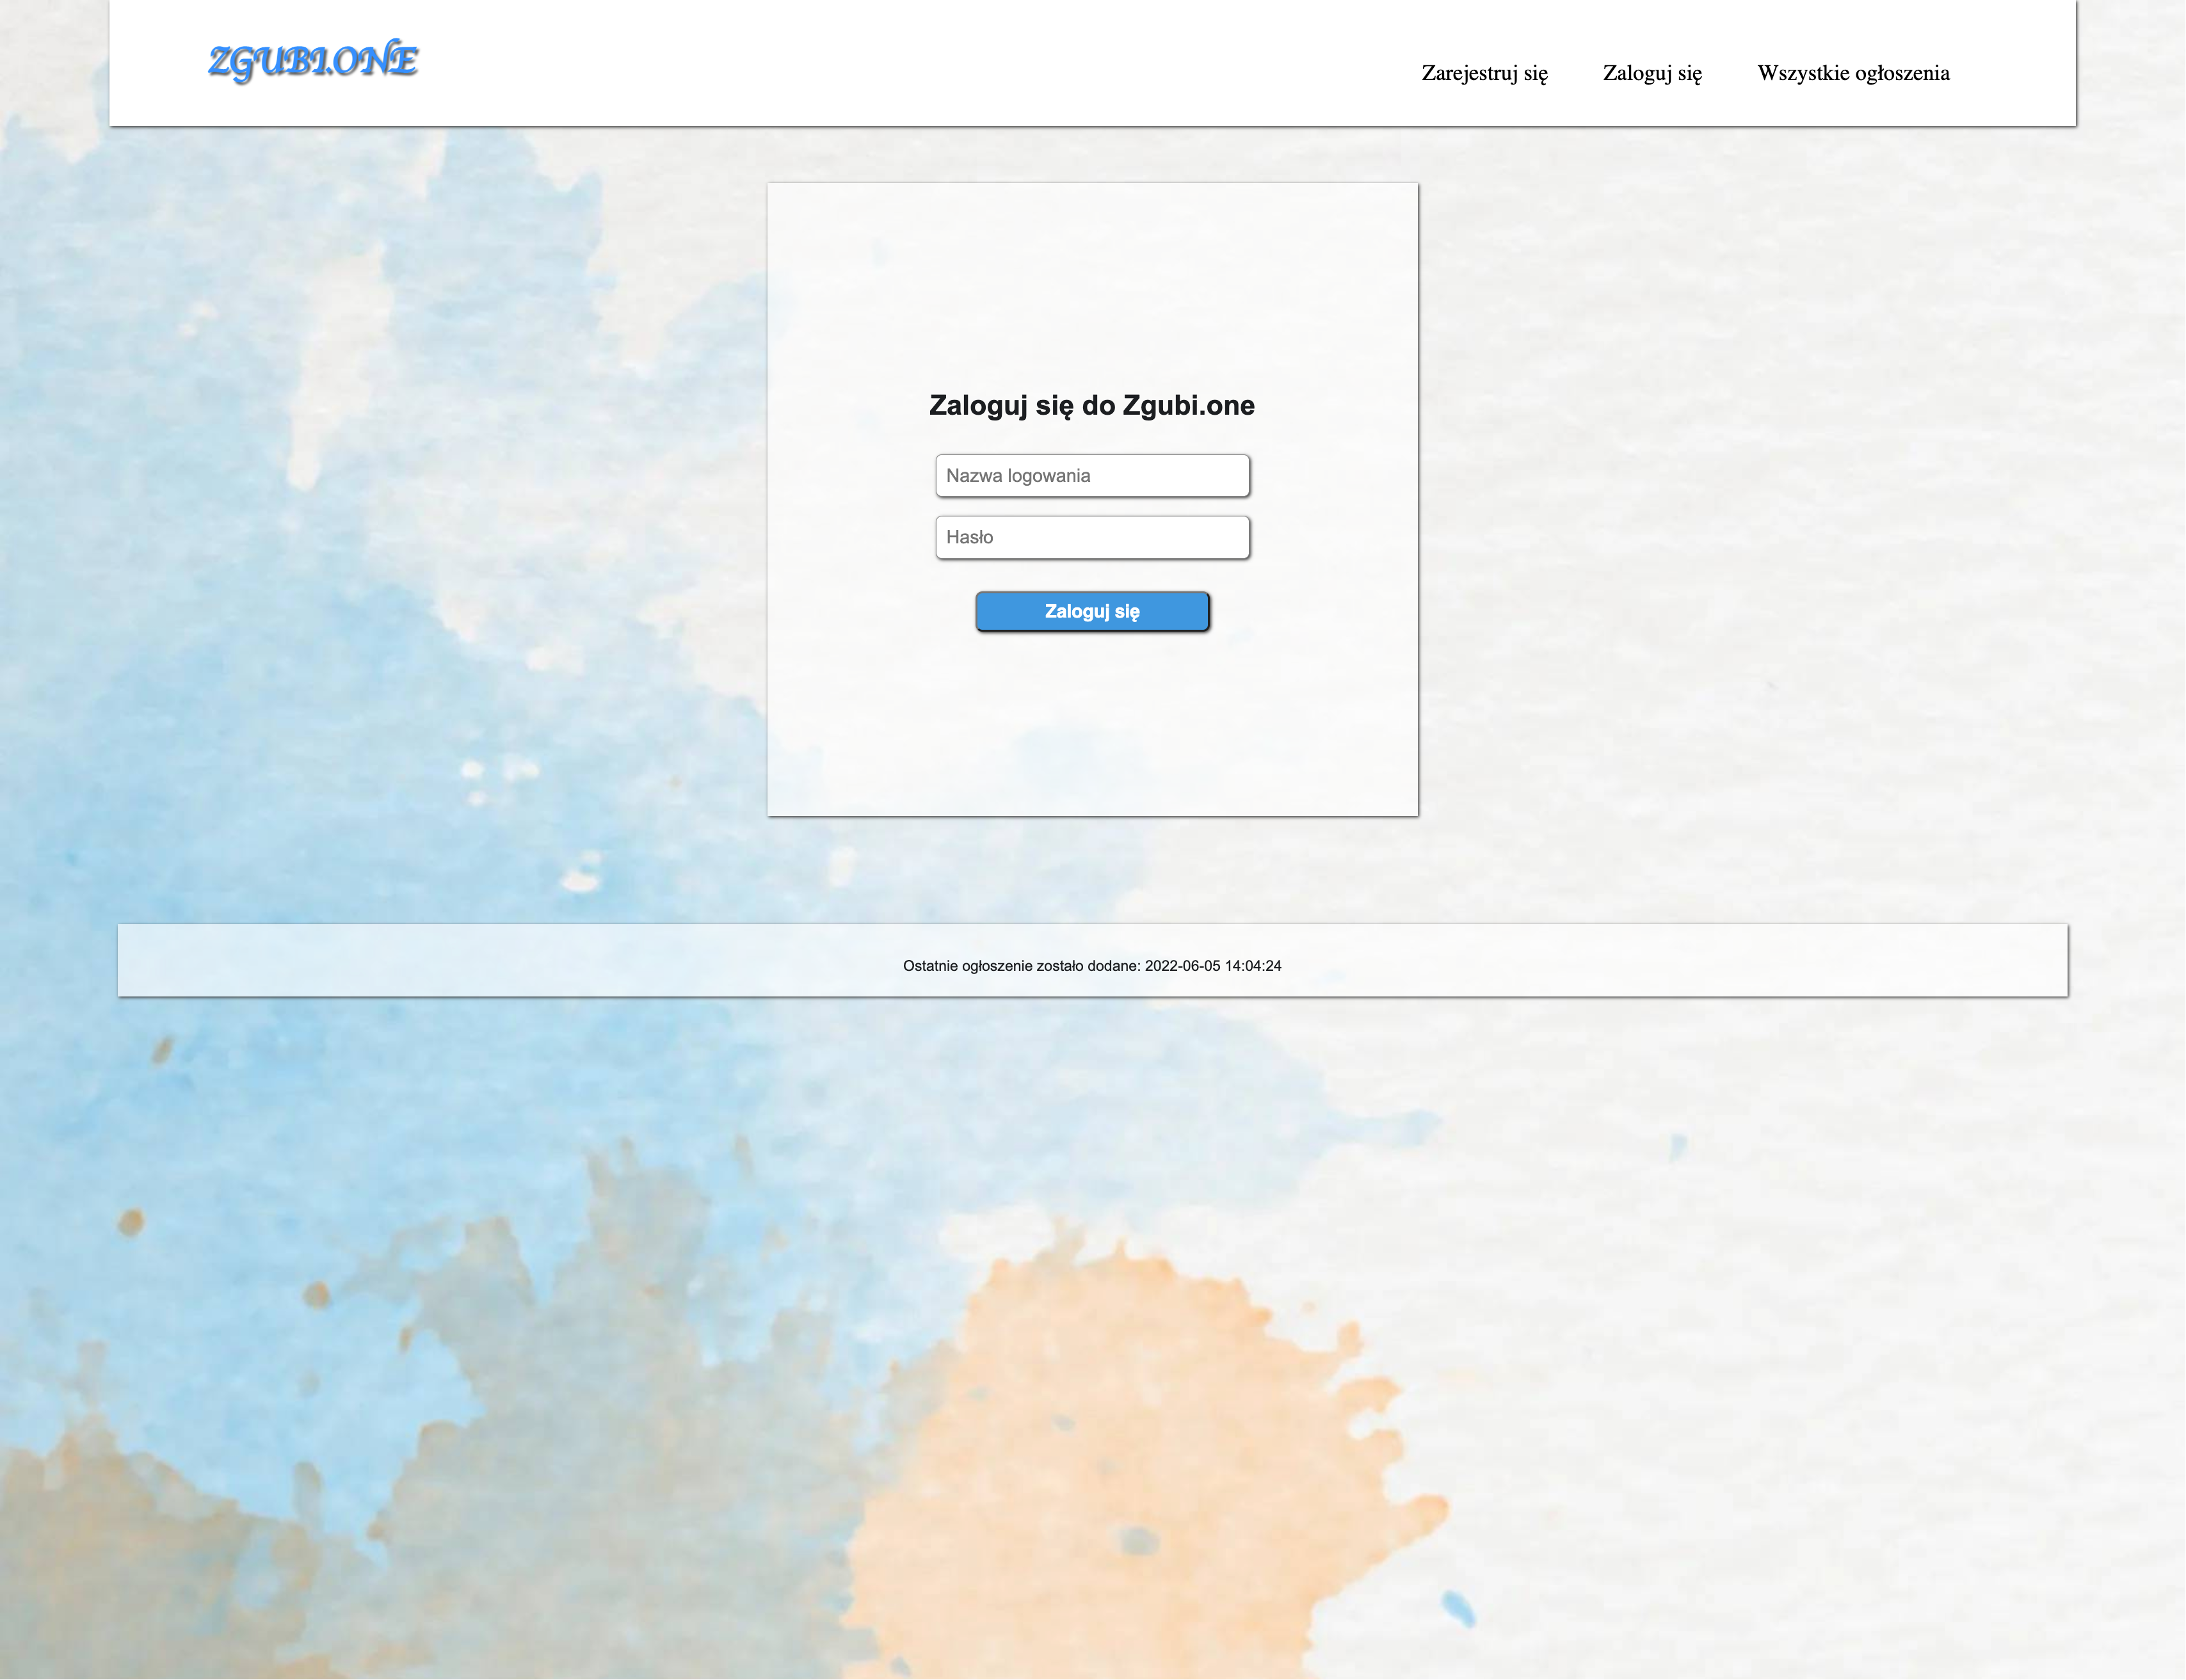 ZGUBI.ONE
Zarejestruj się
Zaloguj się
Wszystkie ogłoszenia
Zaloguj się do Zgubi.one
Nazwa logowania
Hasło
Zaloguj się
Ostatnie ogłoszenie zostało dodane: 2022-06-05 14:04:24